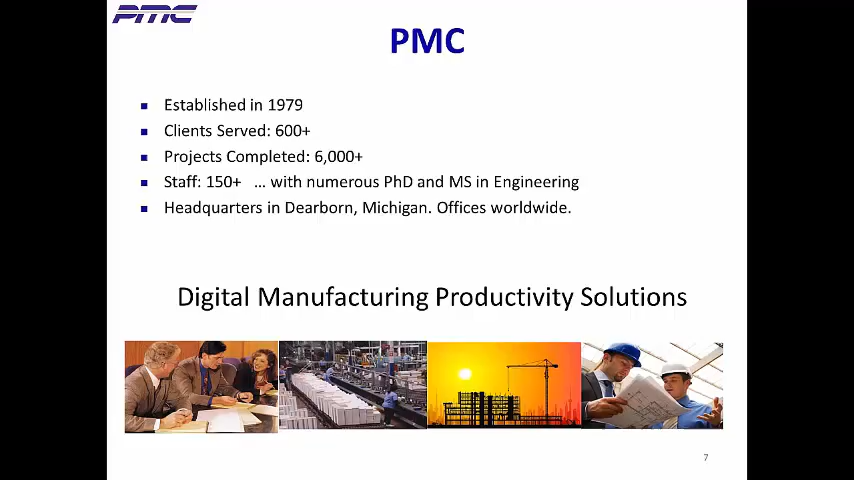 PMC
PMC
Established in 1979
Clients Served: 600+
Projects Completed: 6,000+
Staff: 150+ … with numerous PhD and MS in Engineering
Headquarters in Dearborn, Michigan. Offices worldwide.
Digital Manufacturing Productivity Solutions
7